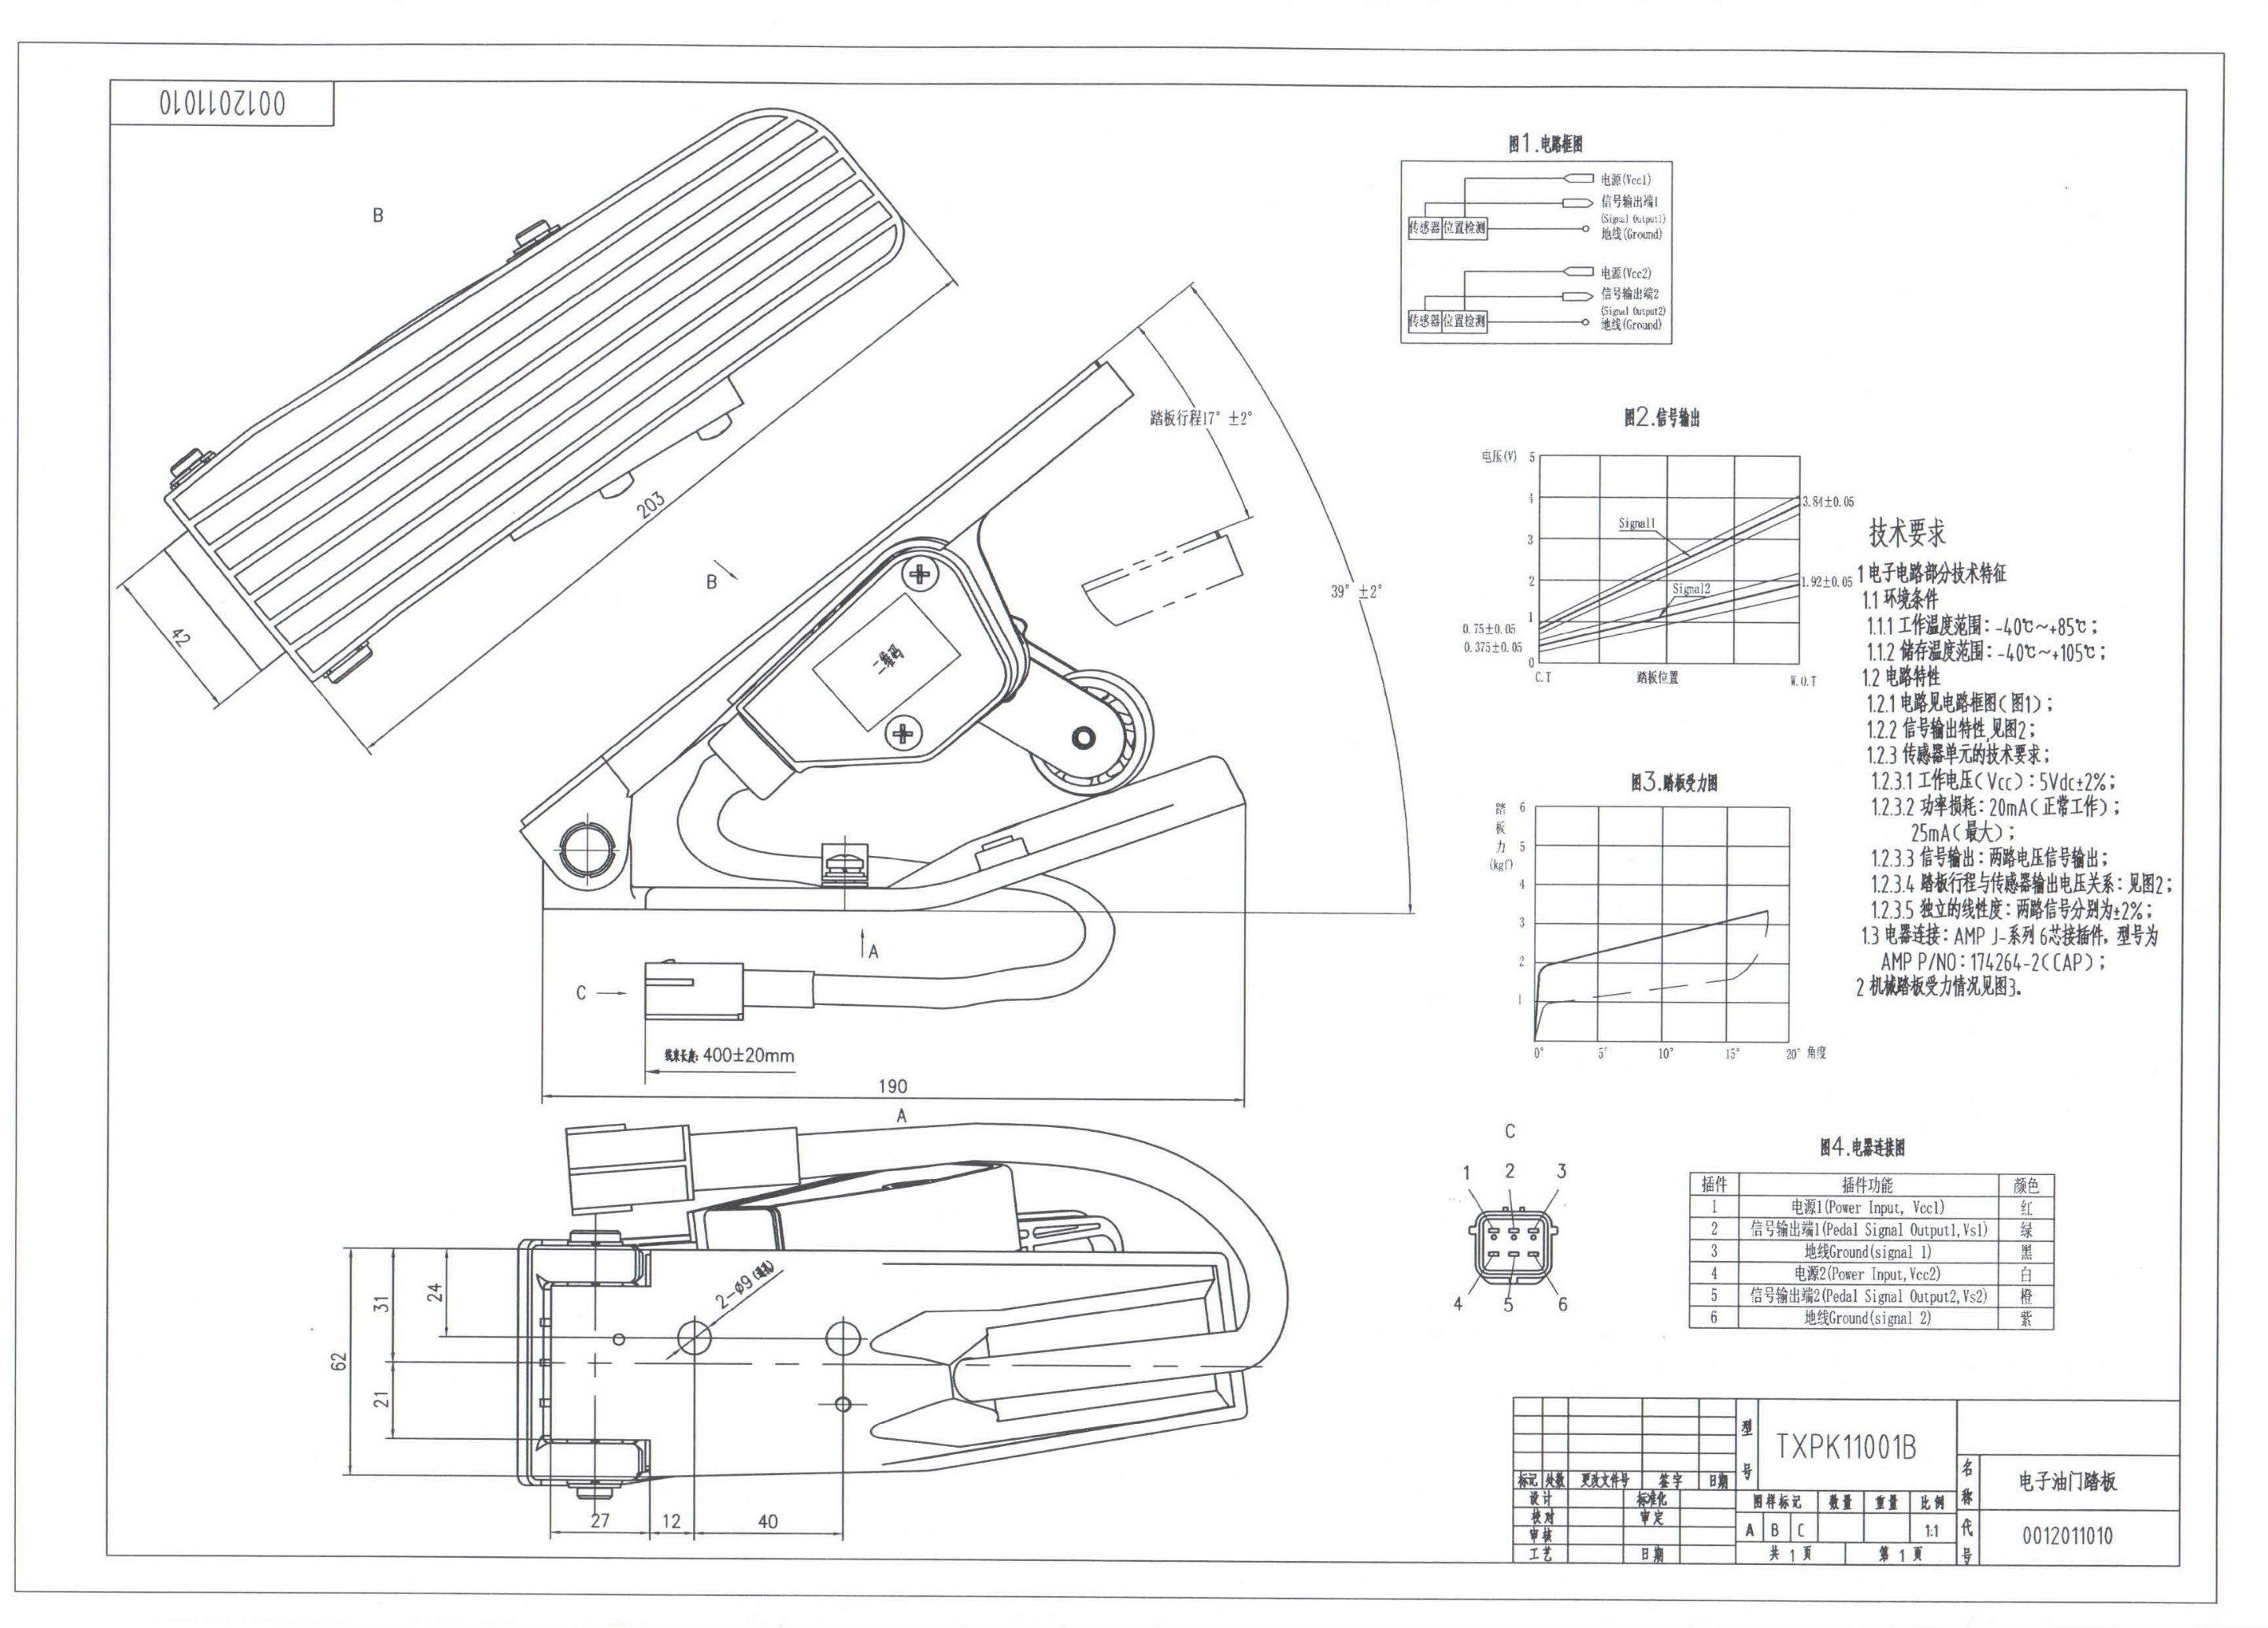 0012011010
B
203
42
B
踏板行程17° ±2°
39° ±2°
二维码
A
C
线束长度: 400±20mm
190
A
2-Ø9(通孔)
24
31
62
21
27
12
40
图1.电路框图
电源(Vcc1)
信号输出端1
(Signal Output1)
传感器 位置检测
地线(Ground)
电源(Vcc2)
信号输出端2
(Signal Output2)
传感器 位置检测
地线(Ground)
图2.信号输出
电压(V)
5
4
3
2
1
0
3.84±0.05
Signal1
1.92±0.05
Signal2
0.75±0.05
0.375±0.05
C.T
踏板位置
W.O.T
图3.踏板受力图
踏板力(kgf)
6
5
4
3
2
1
0° 5° 10° 15° 20° 角度
技术要求
1 电子电路部分技术特征
1.1 环境条件
1.1.1 工作温度范围: -40℃~+85℃;
1.1.2 储存温度范围: -40℃~+105℃;
1.2 电路特性
1.2.1 电路见电路框图(图1);
1.2.2 信号输出特性,见图2;
1.2.3 传感器单元的技术要求;
1.2.3.1 工作电压(Vcc): 5Vdc±2%;
1.2.3.2 功率损耗: 20mA(正常工作);
25mA(最大);
1.2.3.3 信号输出: 两路电压信号输出;
1.2.3.4 踏板行程与传感器输出电压关系: 见图2;
1.2.3.5 独立的线性度: 两路信号分别为±2%;
1.3 电器连接: AMP J-系列 6芯接插件, 型号为
AMP P/NO: 174264-2(CAP);
2 机械踏板受力情况见图3.
C
1 2 3
4 5 6
图4.电器连接图
插件 插件功能 颜色
1 电源1(Power Input, Vcc1) 红
2 信号输出端1(Pedal Signal Output1,Vs1) 绿
3 地线Ground(signal 1) 黑
4 电源2(Power Input,Vcc2) 白
5 信号输出端2(Pedal Signal Output2,Vs2) 橙
6 地线Ground(signal 2) 紫
型号 TXPK11001B
标记 处数 更改文件号 签字 日期
设计 标准化
校对 审定
审核
工艺 日期
图样标记 数量 重量 比例
A B C 1:1
共 1 页 第 1 页
名称 电子油门踏板
代号 0012011010